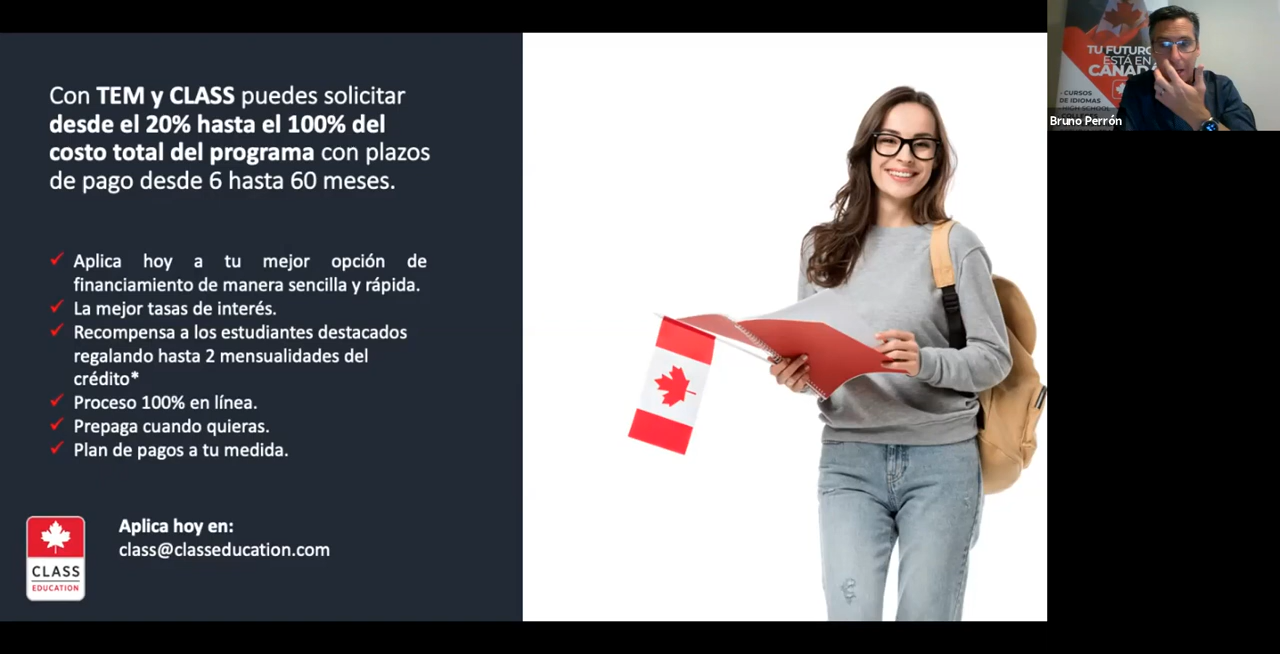 Con TEM y CLASS puedes solicitar
desde el 20% hasta el 100% del
costo total del programa con plazos
de pago desde 6 hasta 60 meses.
✓ Aplica hoy a tu mejor opción de
financiamiento de manera sencilla y rápida.
✓ La mejor tasas de interés.
✓ Recompensa a los estudiantes destacados
regalando hasta 2 mensualidades del
crédito*
✓ Proceso 100% en línea.
✓ Prepaga cuando quieras.
✓ Plan de pagos a tu medida.
Aplica hoy en:
class@classeducation.com
CLASS
EDUCATION
TU FUTURO
ESTÁ EN
CANADÁ
- CURSOS
DE IDIOMAS
- HIGH SCHOOL
Bruno Perrón